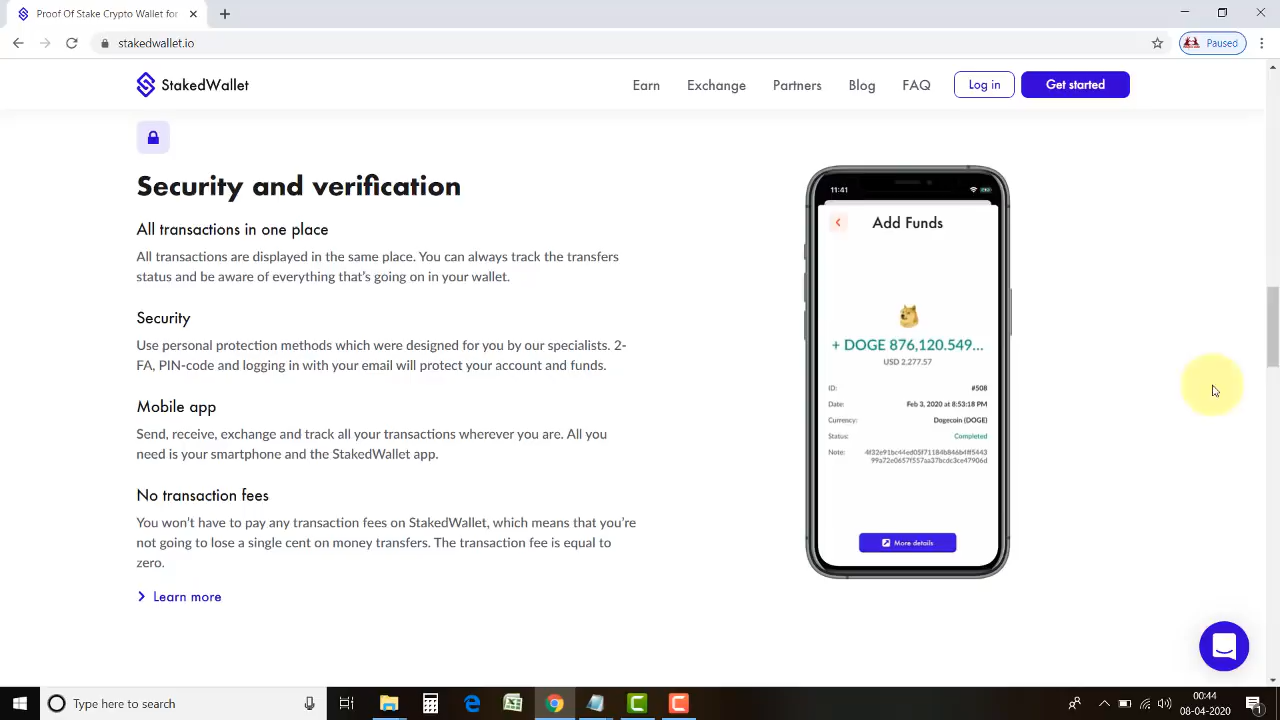 Proof Of Stake Crypto Wallet for
stakedwallet.io
Paused
StakedWallet
Earn
Exchange
Partners
Blog
FAQ
Log in
Get started
Security and verification
All transactions in one place
All transactions are displayed in the same place. You can always track the transfers
status and be aware of everything that's going on in your wallet.
Security
Use personal protection methods which were designed for you by our specialists. 2-
FA, PIN-code and logging in with your email will protect your account and funds.
Mobile app
Send, receive, exchange and track all your transactions wherever you are. All you
need is your smartphone and the StakedWallet app.
No transaction fees
You won't have to pay any transaction fees on StakedWallet, which means that you're
not going to lose a single cent on money transfers. The transaction fee is equal to
zero.
Learn more
11:41
Add Funds
+ DOGE 876,120.549...
USD 2,277.57
ID: #508
Date: Feb 3, 2020 at 8:53:18 PM
Currency: Dogecoin (DOGE)
Status: Completed
Note:
More details
Type here to search
00:44
08-04-2020